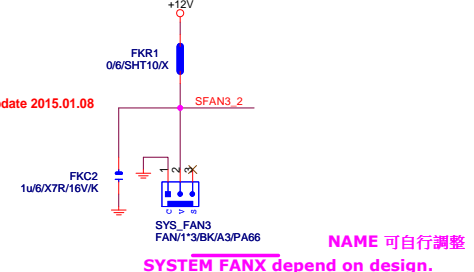 +12V
FKR1
0/6/SHT10/X
date 2015.01.08
SFAN3_2
FKC2
1u/6/X7R/16V/K
1
2
3
C
V
S
SYS_FAN3
FAN/1*3/BK/A3/PA66
NAME 可自行調整
SYSTEM FANX depend on design.